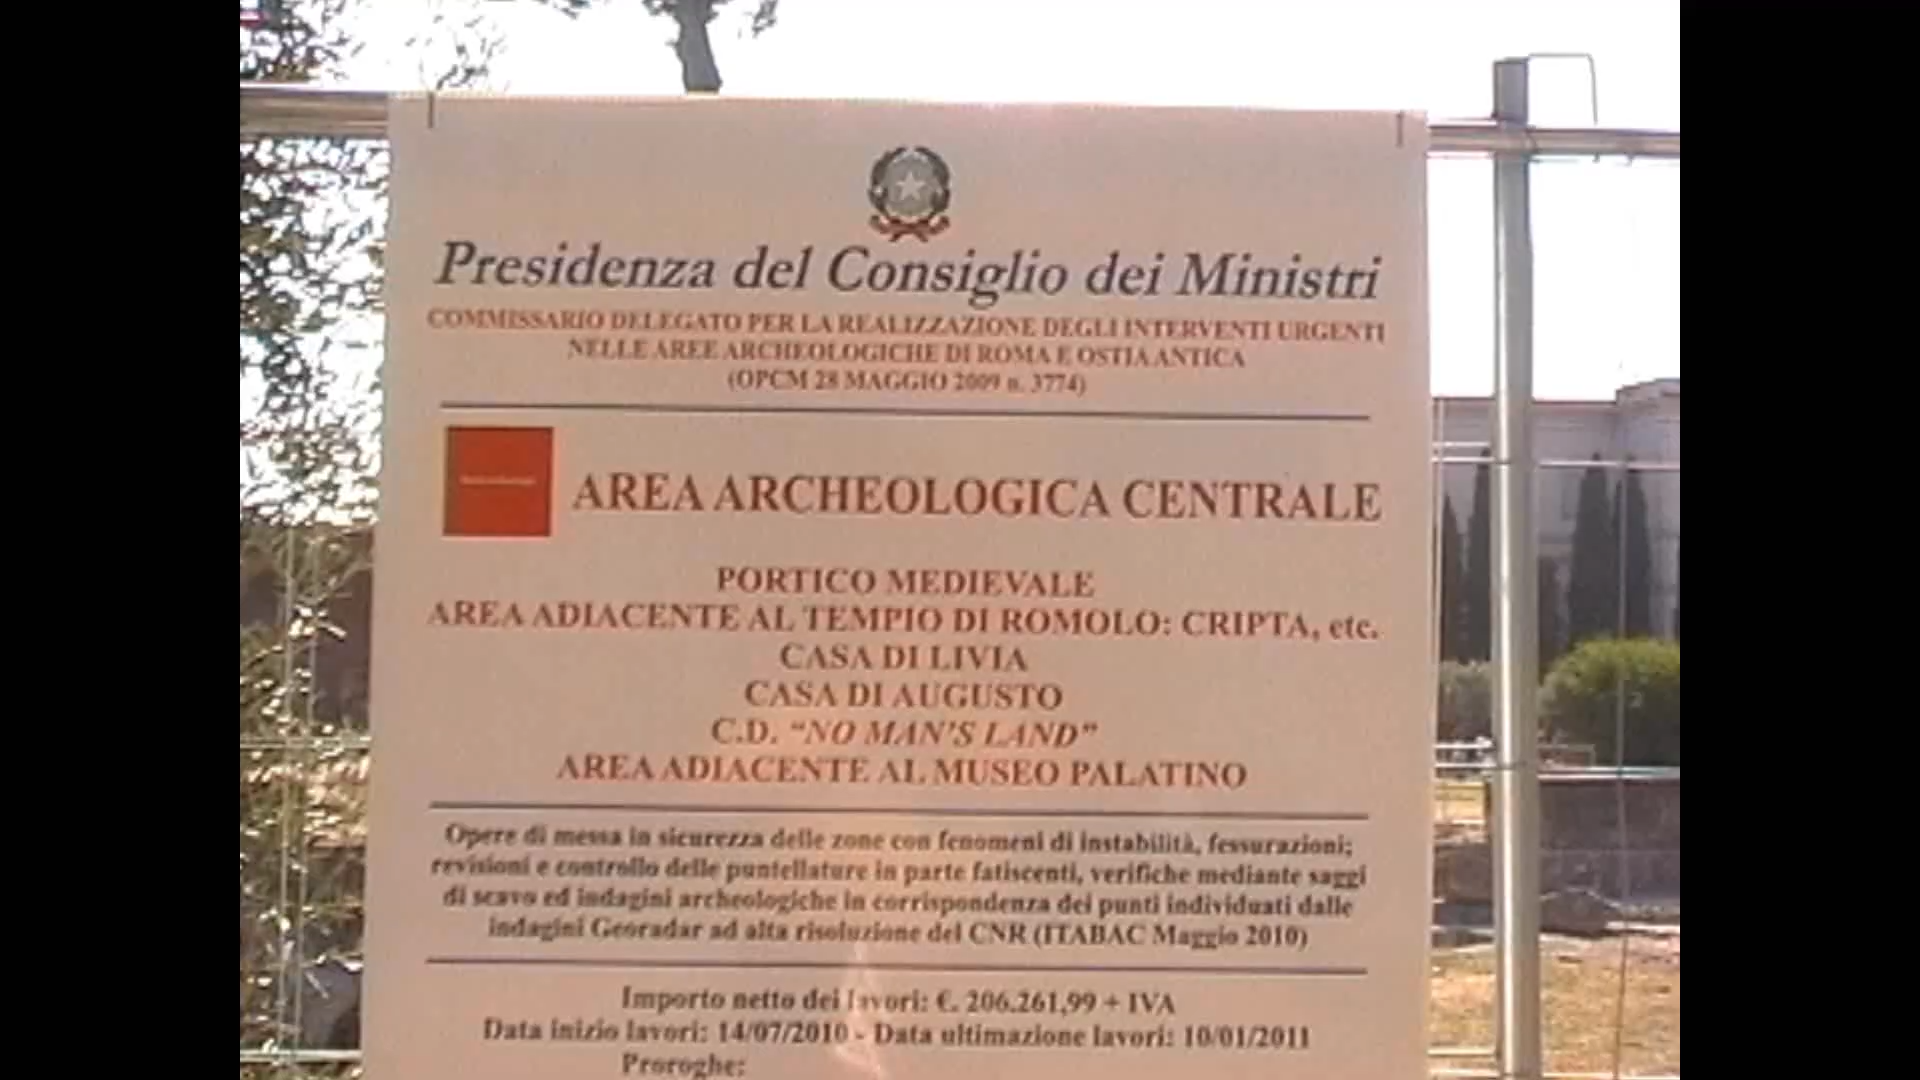 Presidenza del Consiglio dei Ministri
COMMISSARIO DELEGATO PER LA REALIZZAZIONE DEGLI INTERVENTI URGENTI
NELLE AREE ARCHEOLOGICHE DI ROMA E OSTIA ANTICA
(OPCM 28 MAGGIO 2009 n. 3774)
AREA ARCHEOLOGICA CENTRALE
PORTICO MEDIEVALE
AREA ADIACENTE AL TEMPIO DI ROMOLO: CRIPTA, etc.
CASA DI LIVIA
CASA DI AUGUSTO
C.D. “NO MAN’S LAND”
AREA ADIACENTE AL MUSEO PALATINO
Opere di messa in sicurezza delle zone con fenomeni di instabilità, fessurazioni;
revisioni e controllo delle puntellature in parte fatiscenti, verifiche mediante saggi
di scavo ed indagini archeologiche in corrispondenza dei punti individuati dalle
indagini Georadar ad alta risoluzione del CNR (ITABAC Maggio 2010)
Importo netto dei lavori: €. 206.261,99 + IVA
Data inizio lavori: 14/07/2010 - Data ultimazione lavori: 10/01/2011
Proroghe: